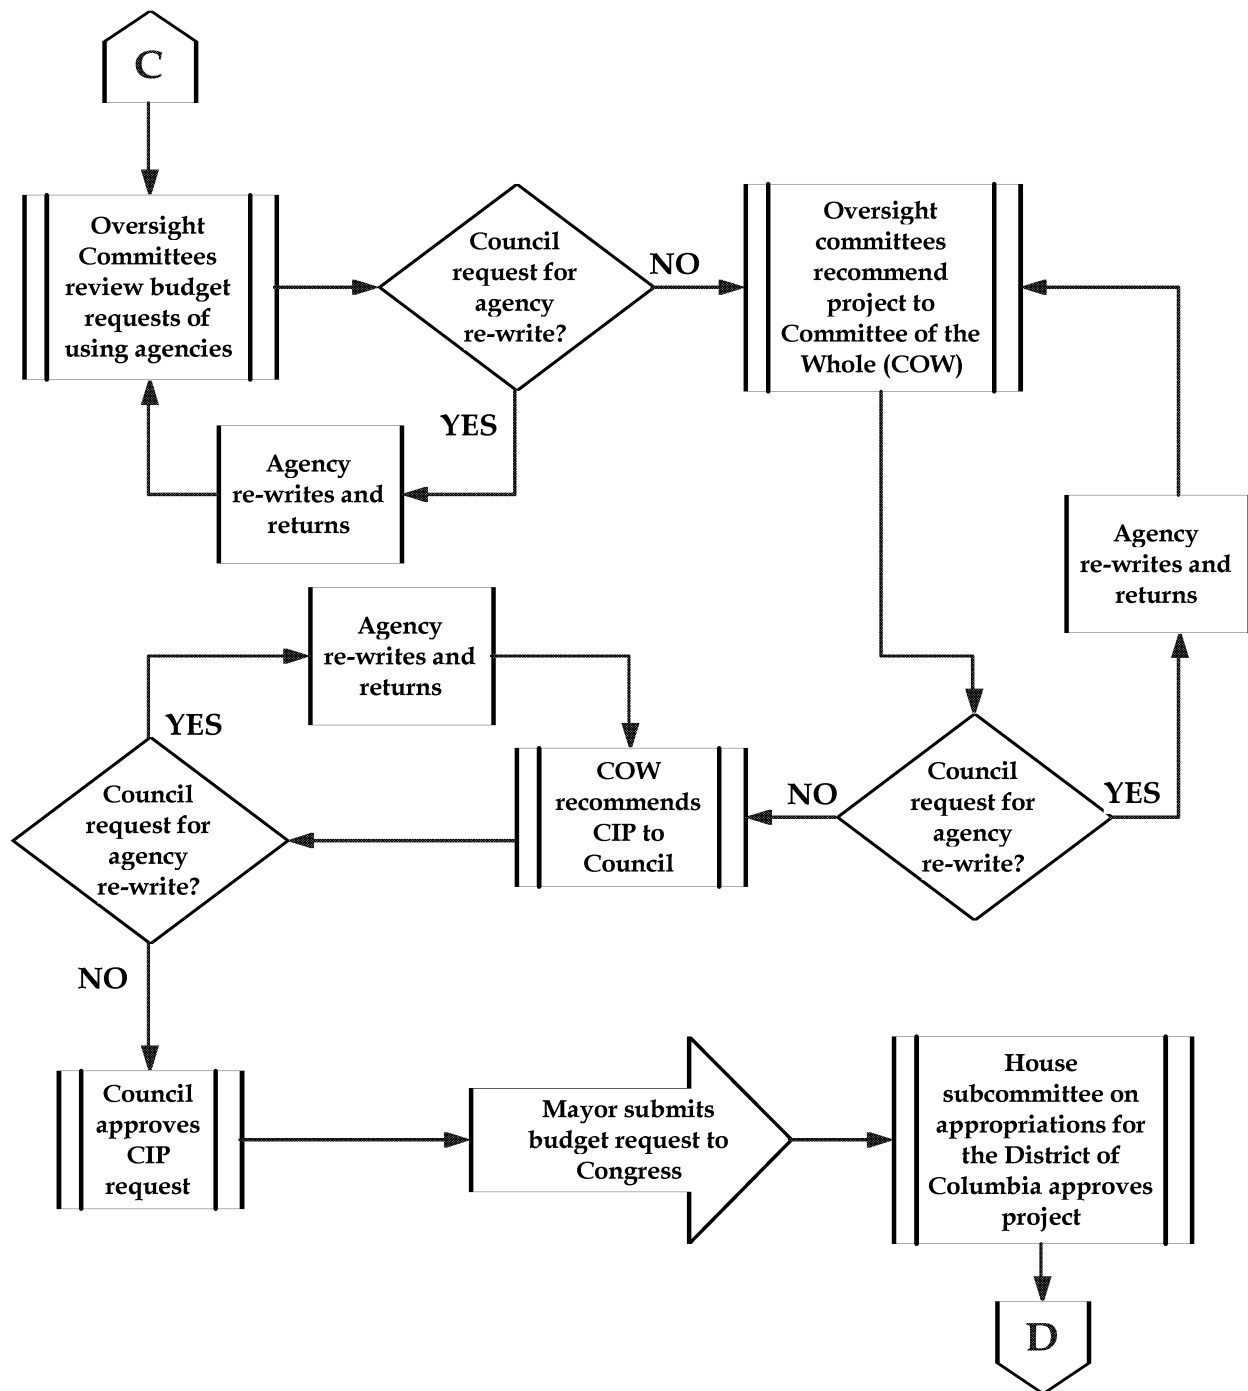 C
Oversight
Committees
review budget
requests of
using agencies
Council
request for
agency
re-write?
NO
YES
Oversight
committees
recommend
project to
Committee of the
Whole (COW)
Agency
re-writes and
returns
Agency
re-writes and
returns
Agency
re-writes and
returns
YES
Council
request for
agency
re-write?
NO
COW
recommends
CIP to
Council
NO
Council
request for
agency
re-write?
YES
Council
approves
CIP
request
Mayor submits
budget request to
Congress
House
subcommittee on
appropriations for
the District of
Columbia approves
project
D